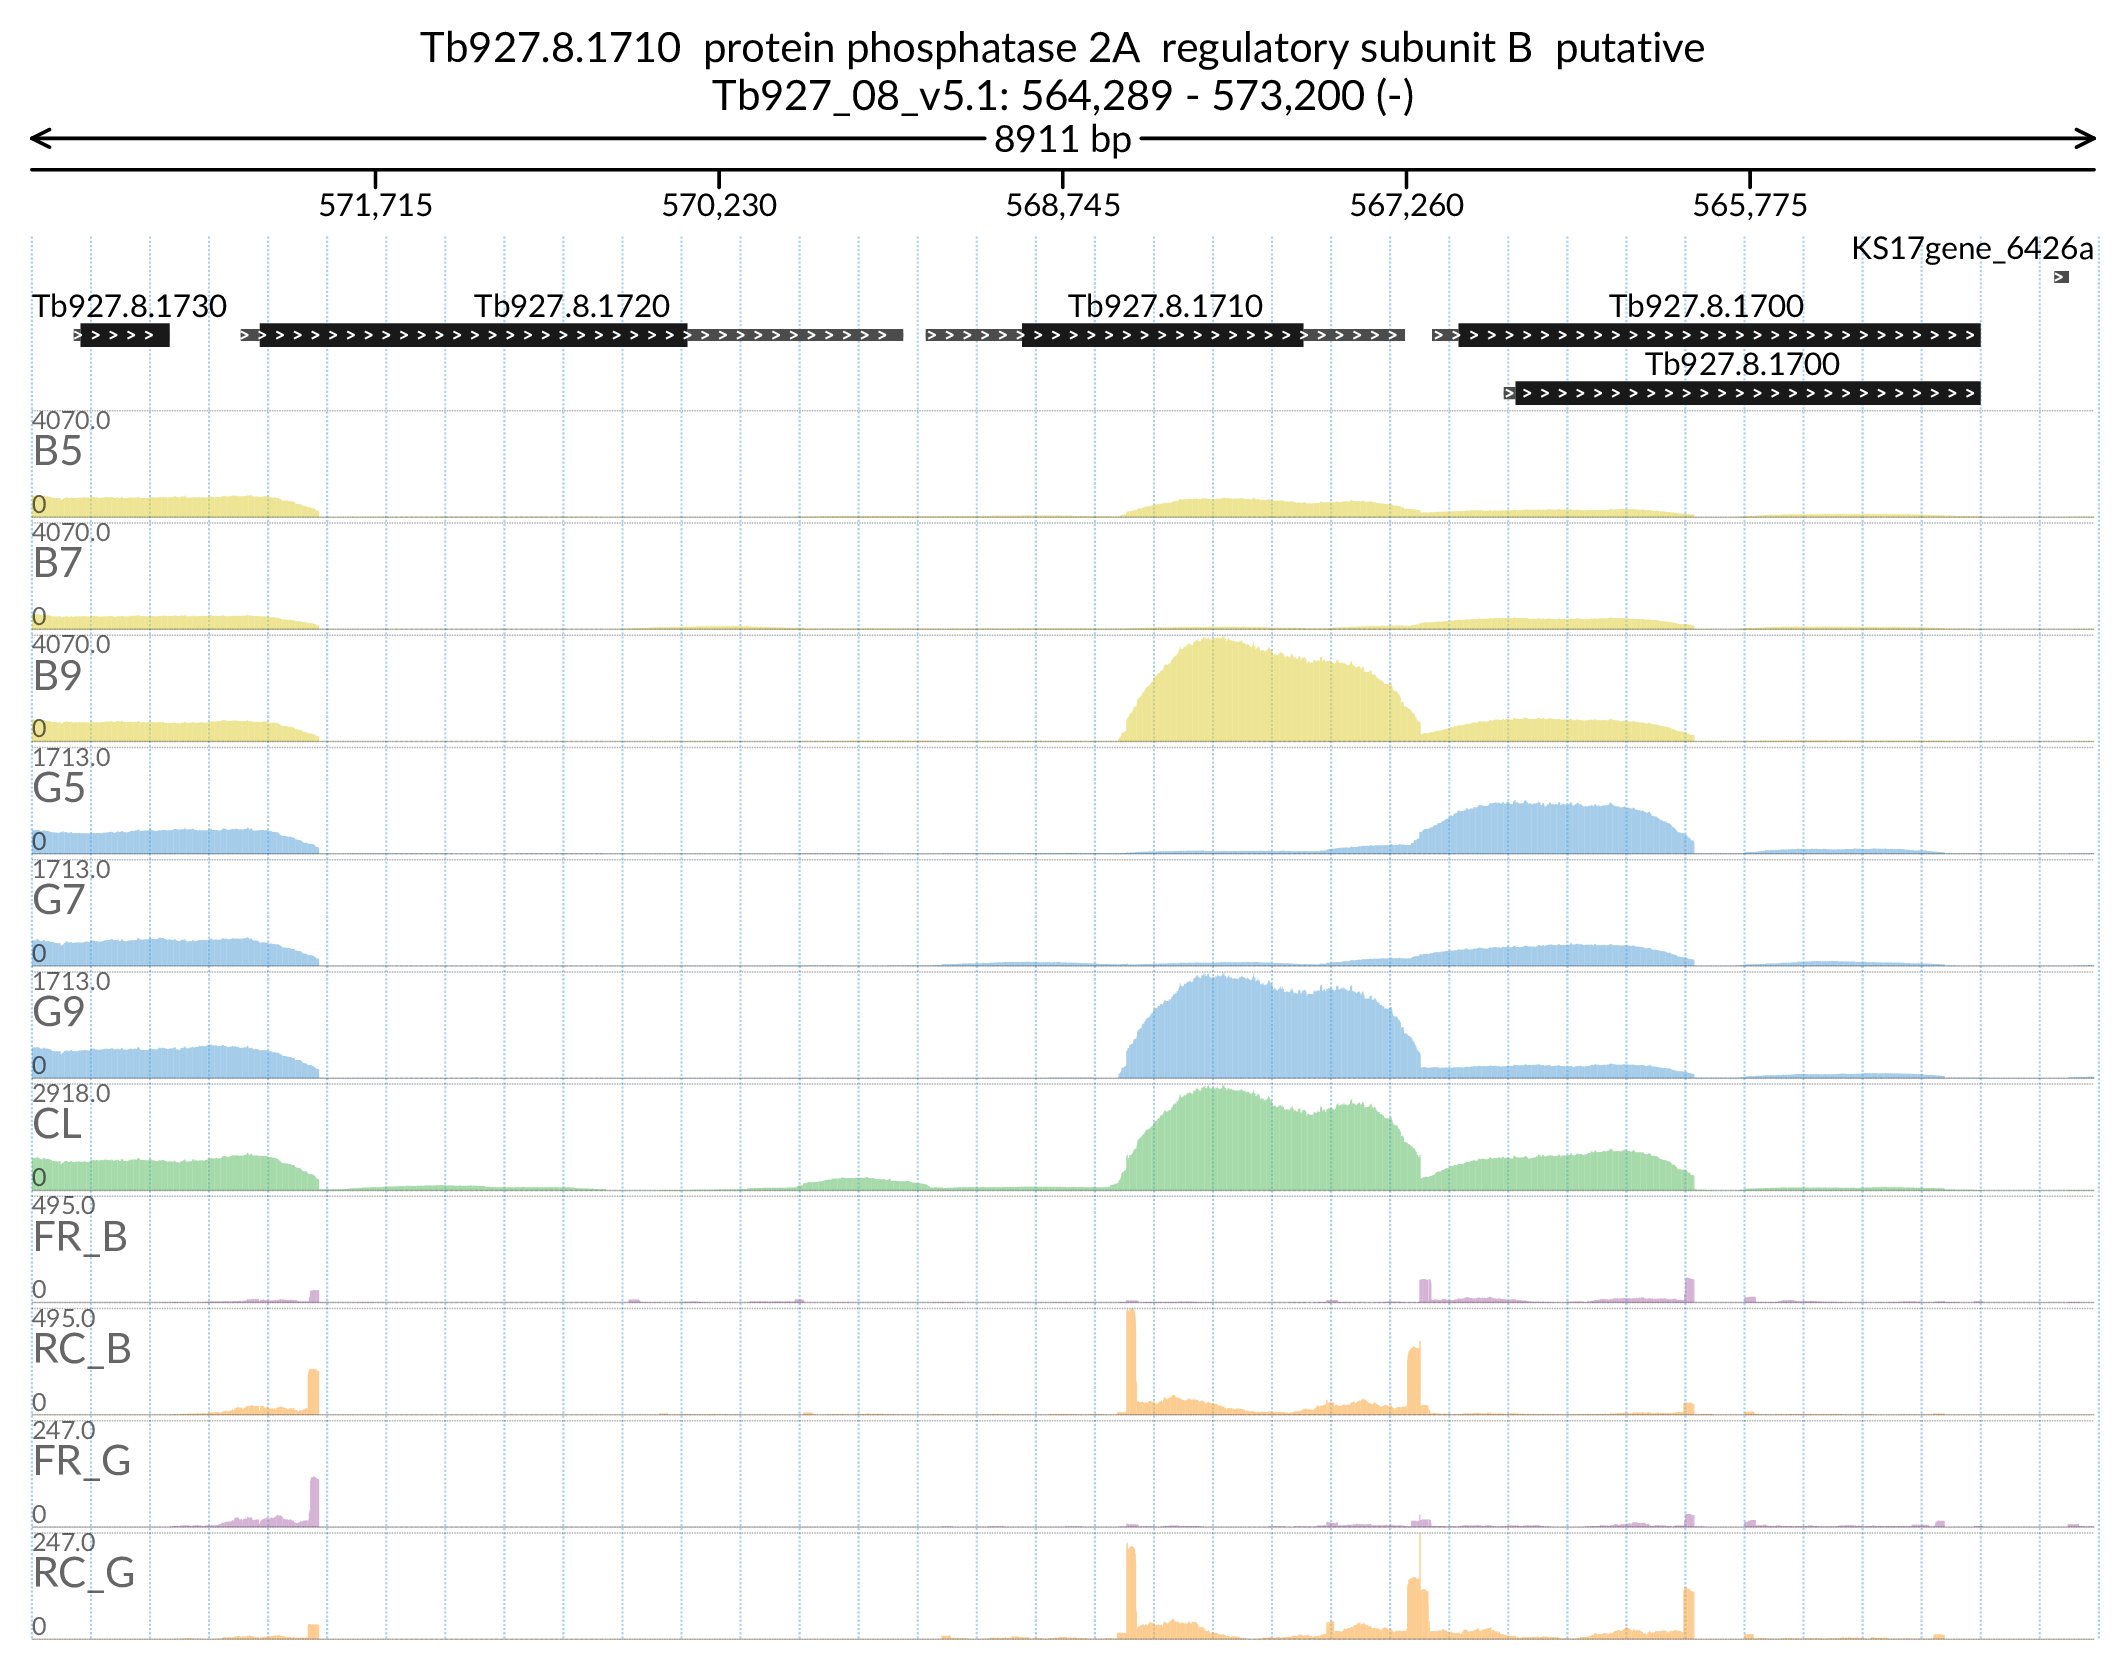 Tb927.8.1710  protein phosphatase 2A  regulatory subunit B  putative
Tb927_08_v5.1: 564,289 - 573,200 (-)
8911 bp
571,715 570,230 568,745 567,260 565,775
KS17gene_6426a
Tb927.8.1730 Tb927.8.1720 Tb927.8.1710 Tb927.8.1700
Tb927.8.1700
4070.0
B5
0
4070.0
B7
0
4070.0
B9
0
1713.0
G5
0
1713.0
G7
0
1713.0
G9
0
2918.0
CL
0
495.0
FR_B
0
495.0
RC_B
0
247.0
FR_G
0
247.0
RC_G
0